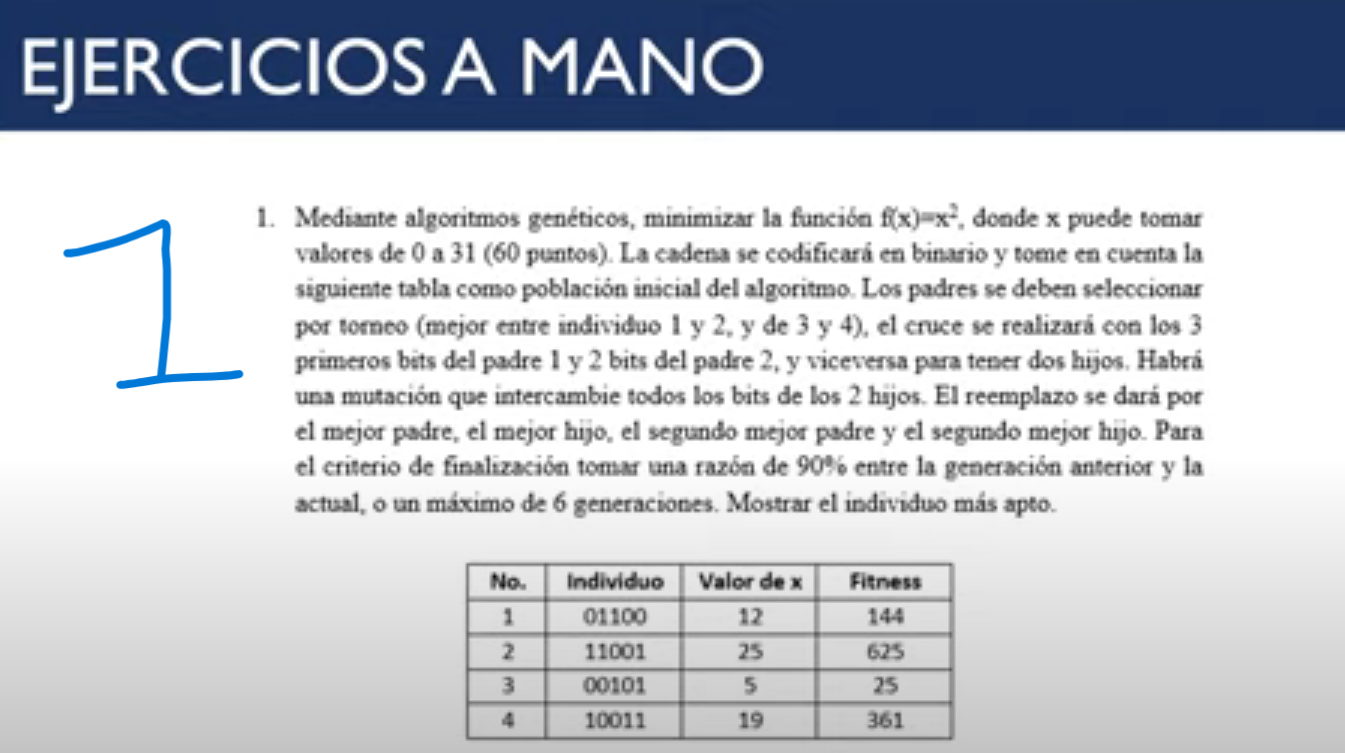 EJERCICIOS A MANO
1
1. Mediante algoritmos genéticos, minimizar la función f(x)=x², donde x puede tomar
valores de 0 a 31 (60 puntos). La cadena se codificará en binario y tome en cuenta la
siguiente tabla como población inicial del algoritmo. Los padres se deben seleccionar
por torneo (mejor entre individuo 1 y 2, y de 3 y 4), el cruce se realizará con los 3
primeros bits del padre 1 y 2 bits del padre 2, y viceversa para tener dos hijos. Habrá
una mutación que intercambie todos los bits de los 2 hijos. El reemplazo se dará por
el mejor padre, el mejor hijo, el segundo mejor padre y el segundo mejor hijo. Para
el criterio de finalización tomar una razón de 90% entre la generación anterior y la
actual, o un máximo de 6 generaciones. Mostrar el individuo más apto.
No. Individuo Valor de x Fitness
1 01100 12 144
2 11001 25 625
3 00101 5 25
4 10011 19 361